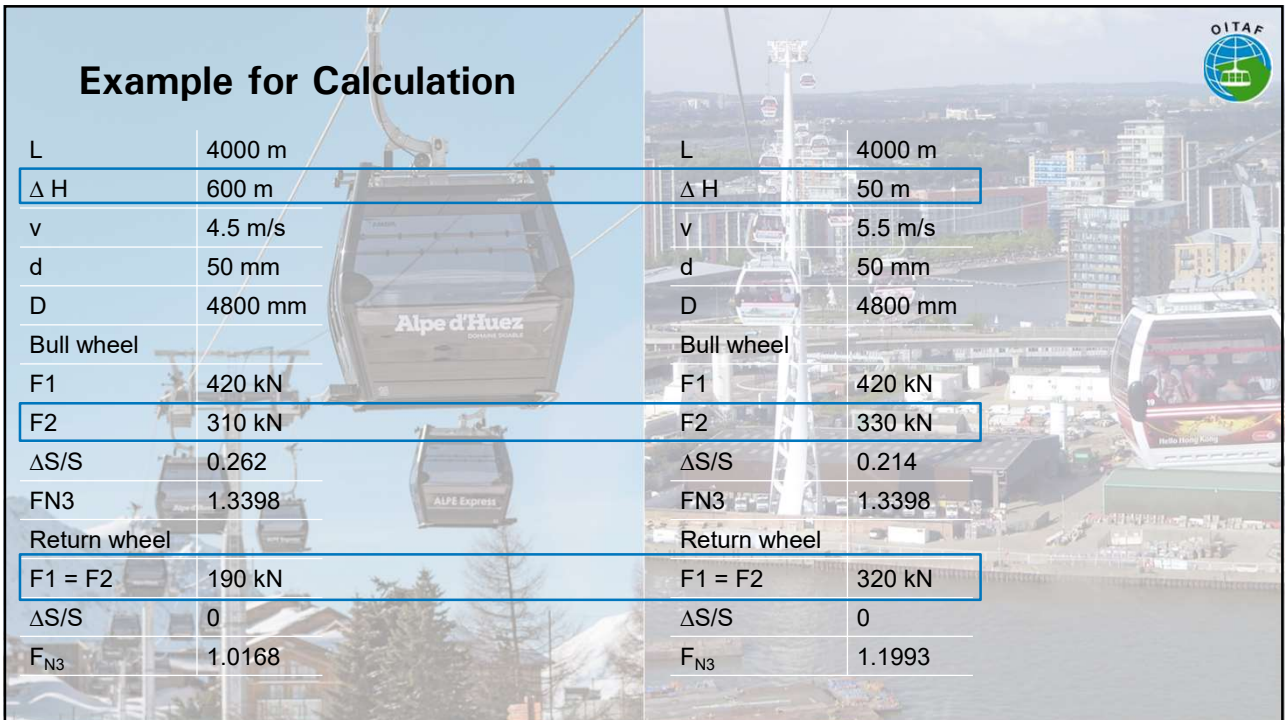 OITAF
Example for Calculation
L 4000 m
Δ H 600 m
v 4.5 m/s
d 50 mm
D 4800 mm
Bull wheel
F1 420 kN
F2 310 kN
ΔS/S 0.262
FN3 1.3398
Return wheel
F1 = F2 190 kN
ΔS/S 0
FN3 1.0168
L 4000 m
Δ H 50 m
v 5.5 m/s
d 50 mm
D 4800 mm
Bull wheel
F1 420 kN
F2 330 kN
ΔS/S 0.214
FN3 1.3398
Return wheel
F1 = F2 320 kN
ΔS/S 0
FN3 1.1993
Alpe d'Huez
ALPE Express
Hello Hong Kong